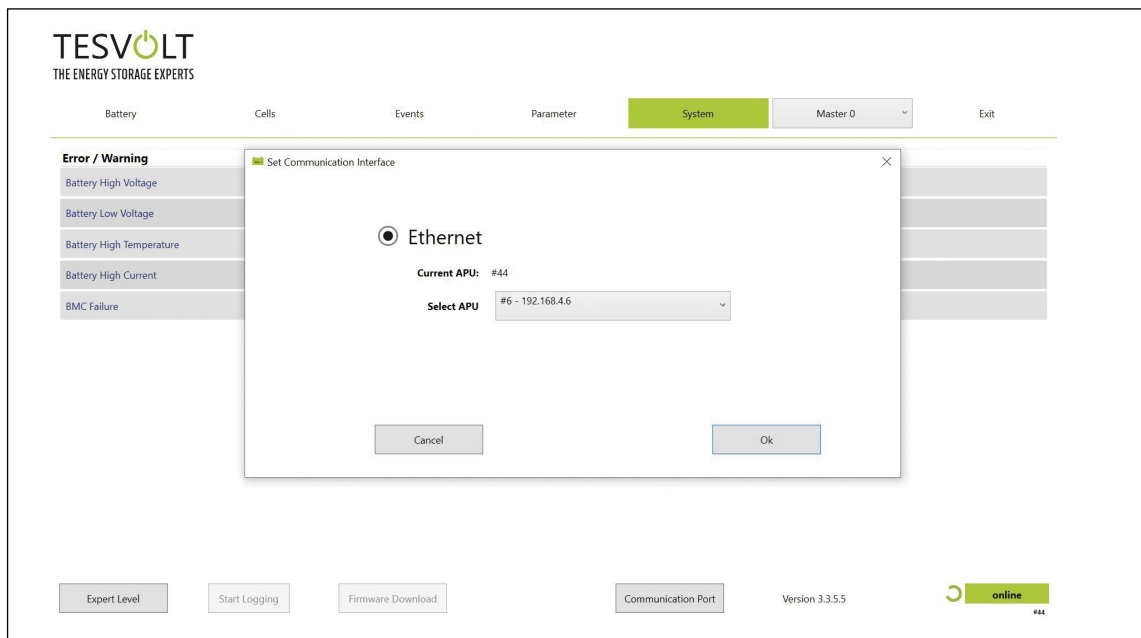 TESVOLT
THE ENERGY STORAGE EXPERTS
Battery Cells Events Parameter System Master 0 Exit
Error / Warning
Set Communication Interface
Battery High Voltage
Battery Low Voltage
Ethernet
Battery High Temperature
Current APU: #44
Battery High Current
Select APU #6 - 192.168.4.6
BMC Failure
Cancel Ok
Expert Level Start Logging Firmware Download Communication Port Version 3.3.5.5 online
#44